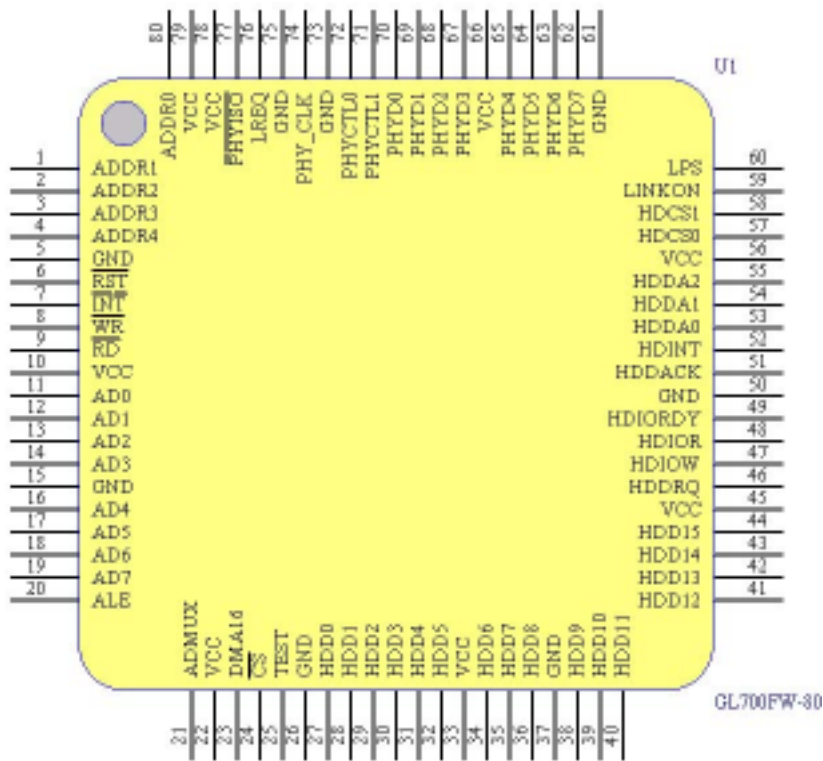 80 ADDR0
79 VCC
78 VCC
77 PHYISO
76 LREQ
75 GND
74 PHY_CLK
73 GND
72 PHYCTL0
71 PHYCTL1
70 PHYD0
69 PHYD1
68 PHYD2
67 PHYD3
66 VCC
65 PHYD4
64 PHYD5
63 PHYD6
62 PHYD7
61 GND
U1
1 ADDR1
2 ADDR2
3 ADDR3
4 ADDR4
5 GND
6 RST
7 INT
8 WR
9 RD
10 VCC
11 AD0
12 AD1
13 AD2
14 AD3
15 GND
16 AD4
17 AD5
18 AD6
19 AD7
20 ALE
LPS 60
LINKON 59
HDCS1 58
HDCS0 57
VCC 56
HDDA2 55
HDDA1 54
HDDA0 53
HDINT 52
HDDACK 51
GND 50
HDIORDY 49
HDIOR 48
HDIOW 47
HDDRQ 46
VCC 45
HDD15 44
HDD14 43
HDD13 42
HDD12 41
21 ADMUX
22 VCC
23 DMA16
24 CS
25 TEST
26 GND
27 HDD0
28 HDD1
29 HDD2
30 HDD3
31 HDD4
32 HDD5
33 VCC
34 HDD6
35 HDD7
36 HDD8
37 GND
38 HDD9
39 HDD10
40 HDD11
GL700FW-80